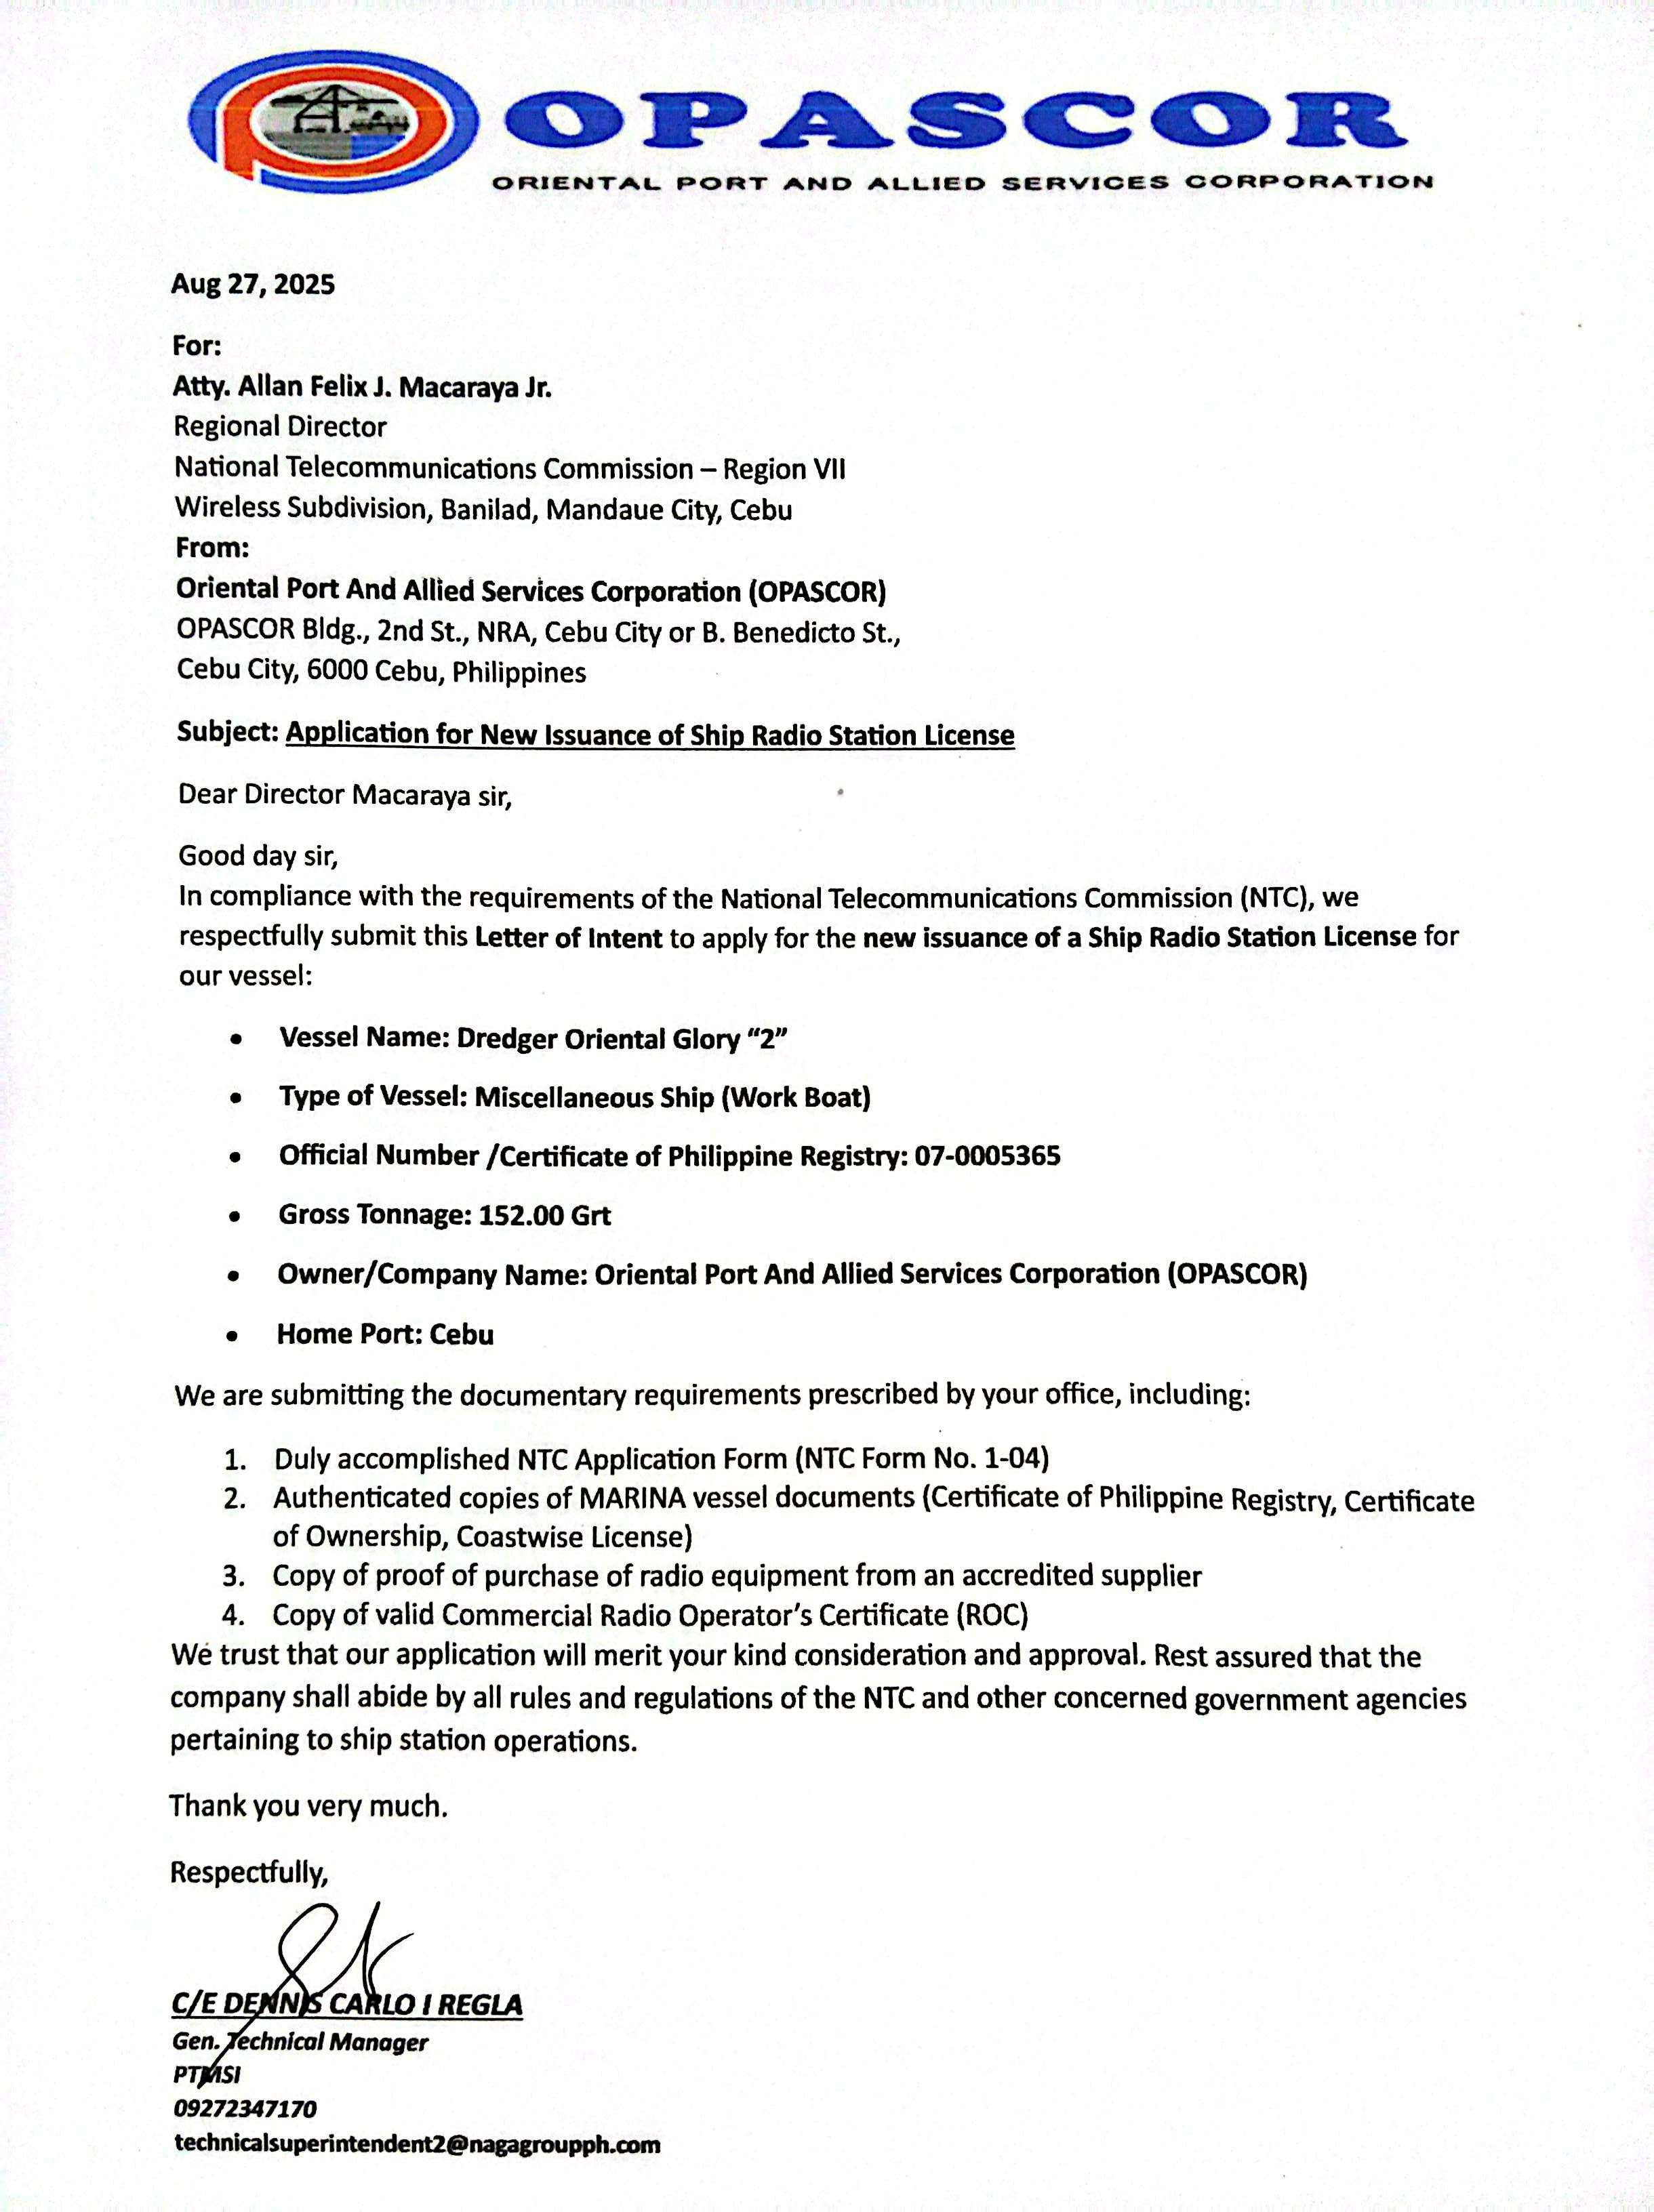 OPASCOR
ORIENTAL PORT AND ALLIED SERVICES CORPORATION
Aug 27, 2025
For:
Atty. Allan Felix J. Macaraya Jr.
Regional Director
National Telecommunications Commission – Region VII
Wireless Subdivision, Banilad, Mandaue City, Cebu
From:
Oriental Port And Allied Services Corporation (OPASCOR)
OPASCOR Bldg., 2nd St., NRA, Cebu City or B. Benedicto St.,
Cebu City, 6000 Cebu, Philippines
Subject: Application for New Issuance of Ship Radio Station License
Dear Director Macaraya sir,
Good day sir,
In compliance with the requirements of the National Telecommunications Commission (NTC), we
respectfully submit this Letter of Intent to apply for the new issuance of a Ship Radio Station License for
our vessel:
• Vessel Name: Dredger Oriental Glory “2”
• Type of Vessel: Miscellaneous Ship (Work Boat)
• Official Number /Certificate of Philippine Registry: 07-0005365
• Gross Tonnage: 152.00 Grt
• Owner/Company Name: Oriental Port And Allied Services Corporation (OPASCOR)
• Home Port: Cebu
We are submitting the documentary requirements prescribed by your office, including:
1. Duly accomplished NTC Application Form (NTC Form No. 1-04)
2. Authenticated copies of MARINA vessel documents (Certificate of Philippine Registry, Certificate
of Ownership, Coastwise License)
3. Copy of proof of purchase of radio equipment from an accredited supplier
4. Copy of valid Commercial Radio Operator’s Certificate (ROC)
We trust that our application will merit your kind consideration and approval. Rest assured that the
company shall abide by all rules and regulations of the NTC and other concerned government agencies
pertaining to ship station operations.
Thank you very much.
Respectfully,
C/E DENNIS CARLO I REGLA
Gen. Technical Manager
PTMSI
09272347170
technicalsuperintendent2@nagagroupph.com